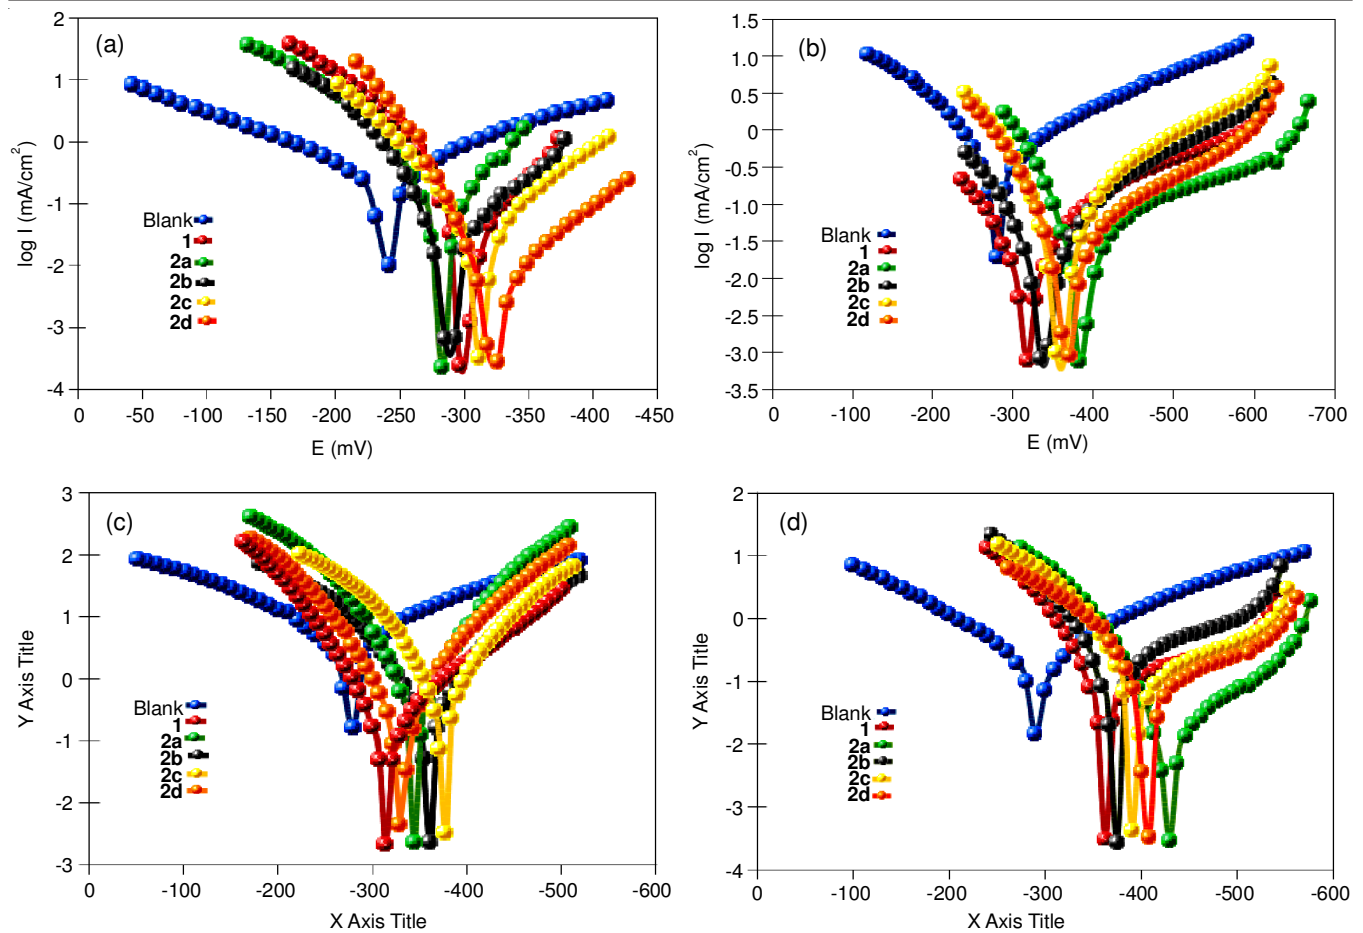 (a)
2
1
0
-1
-2
-3
-4
log I (mA/cm²)
Blank
1
2a
2b
2c
2d
0 -50 -100 -150 -200 -250 -300 -350 -400 -450
E (mV)
(b)
1.5
1.0
0.5
0
-0.5
-1.0
-1.5
-2.0
-2.5
-3.0
-3.5
log I (mA/cm²)
Blank
1
2a
2b
2c
2d
0 -100 -200 -300 -400 -500 -600 -700
E (mV)
(c)
3
2
1
0
-1
-2
-3
Y Axis Title
Blank
1
2a
2b
2c
2d
0 -100 -200 -300 -400 -500 -600
X Axis Title
(d)
2
1
0
-1
-2
-3
-4
Y Axis Title
Blank
1
2a
2b
2c
2d
0 -100 -200 -300 -400 -500 -600
X Axis Title